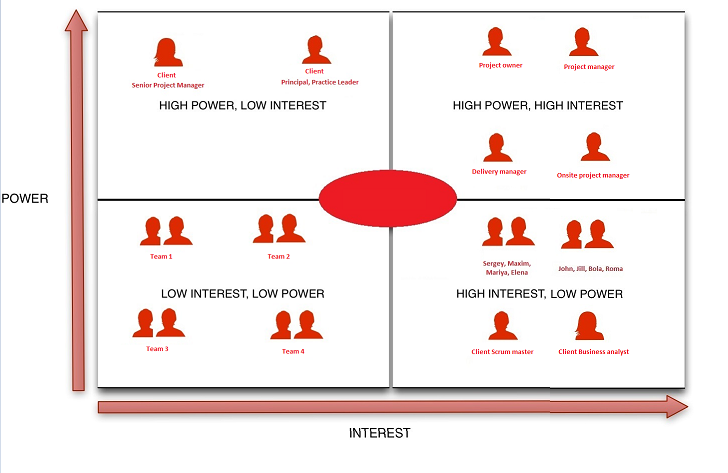 Client
Senior Project Manager
Client
Principal, Practice Leader
HIGH POWER, LOW INTEREST
Project owner
Project manager
HIGH POWER, HIGH INTEREST
Delivery manager
Onsite project manager
POWER
Team 1
Team 2
LOW INTEREST, LOW POWER
Team 3
Team 4
Sergey, Maxim,
Mariya, Elena
John, Jill, Bola, Roma
HIGH INTEREST, LOW POWER
Client Scrum master
Client Business analyst
INTEREST